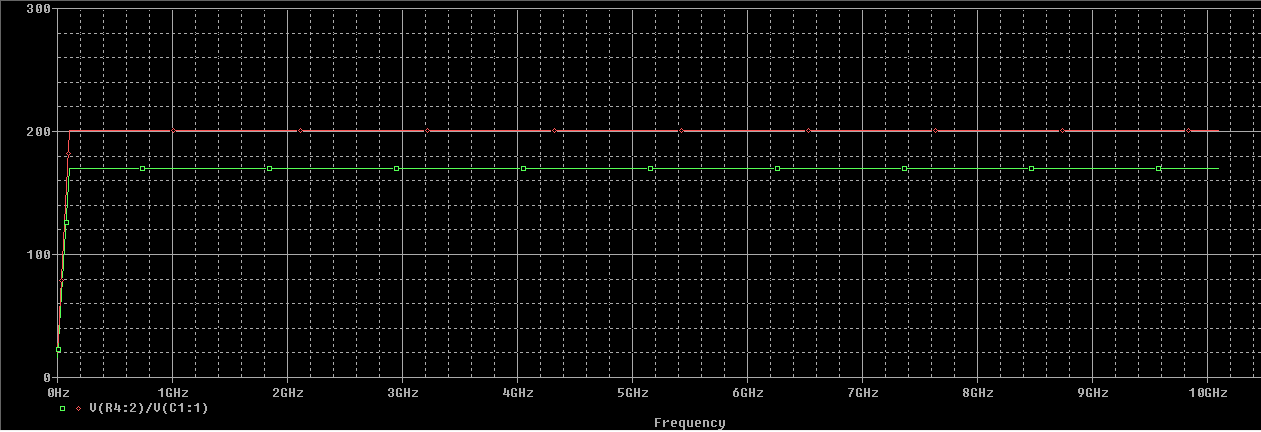 300
200
100
0
0Hz 1GHz 2GHz 3GHz 4GHz 5GHz 6GHz 7GHz 8GHz 9GHz 10GHz
V(R4:2)/V(C1:1)
Frequency